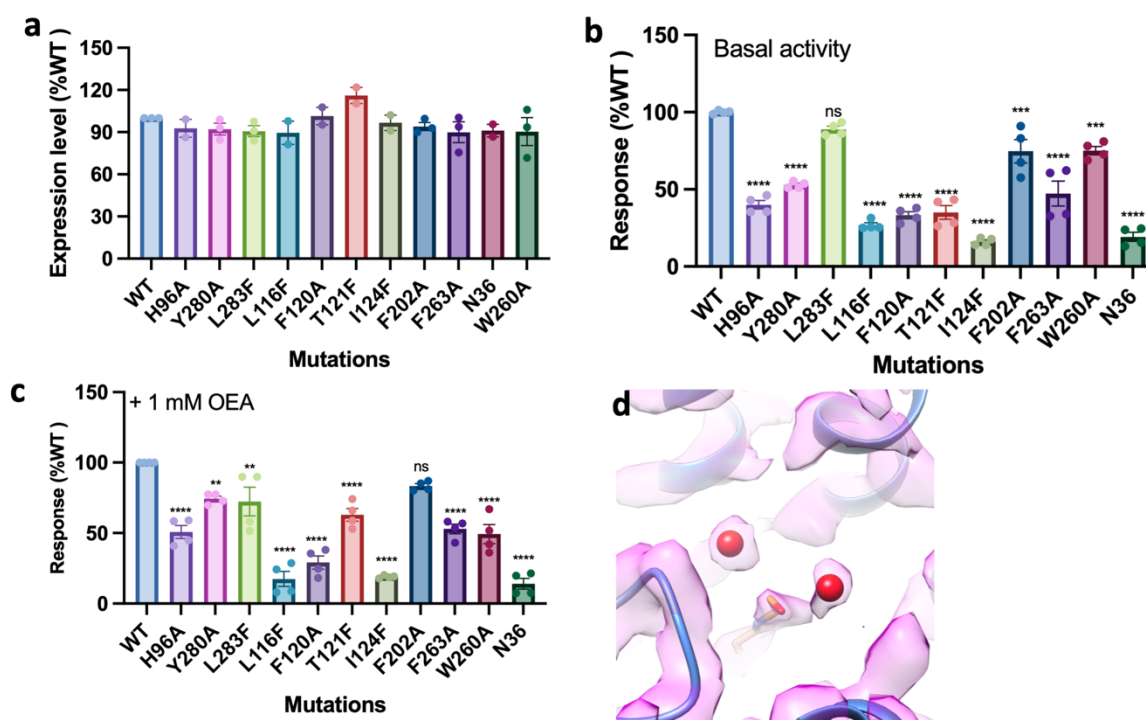 a
Expression level (%WT)
150
120
90
60
30
0
WT
H96A
Y280A
L283F
L116F
F120A
T121F
I124F
F202A
F263A
N36
W260A
Mutations
b
Basal activity
Response (%WT)
150
100
50
0
**** **** ns **** **** **** **** *** **** *** ****
WT
H96A
Y280A
L283F
L116F
F120A
T121F
I124F
F202A
F263A
W260A
N36
Mutations
c
+ 1 mM OEA
Response (%WT)
150
100
50
0
**** ** ** **** **** **** **** ns **** **** ****
WT
H96A
Y280A
L283F
L116F
F120A
T121F
I124F
F202A
F263A
W260A
N36
Mutations
d